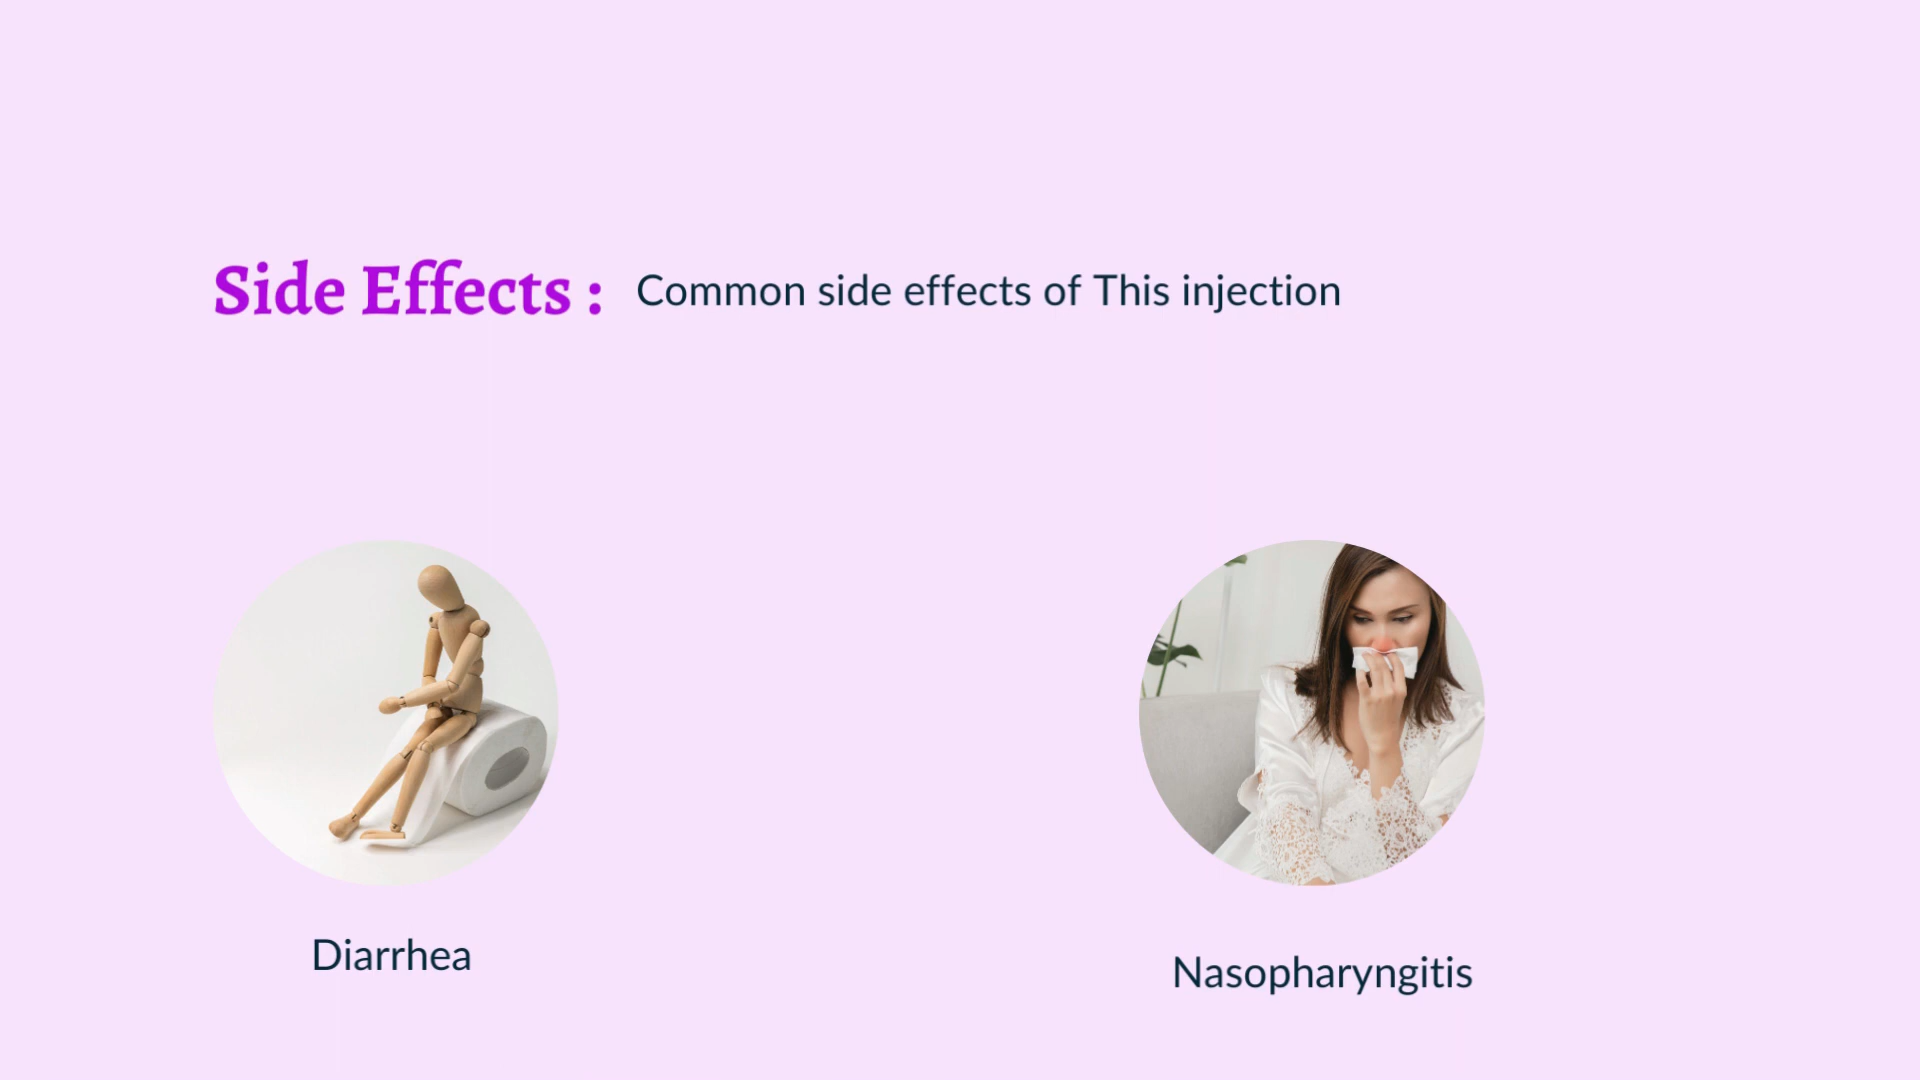 Side Effects : Common side effects of This injection
Diarrhea
Nasopharyngitis